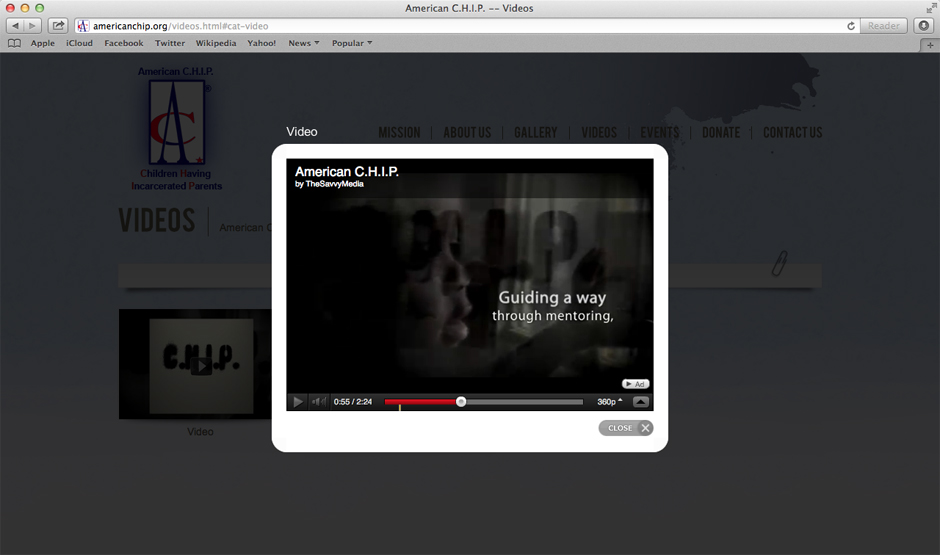 American C.H.I.P. -- Videos
americanchip.org/videos.html#cat-video
Reader
Apple iCloud Facebook Twitter Wikipedia Yahoo! News Popular
American C.H.I.P.
A
C
Children Having
Incarcerated Parents
Video
MISSION ABOUT US GALLERY VIDEOS EVENTS DONATE CONTACT US
VIDEOS American C
American C.H.I.P.
by TheSavvyMedia
H.I.P.
Guiding a way
through mentoring,
Ad
0:55 / 2:24 360p
CLOSE
C.H.I.P.
Video